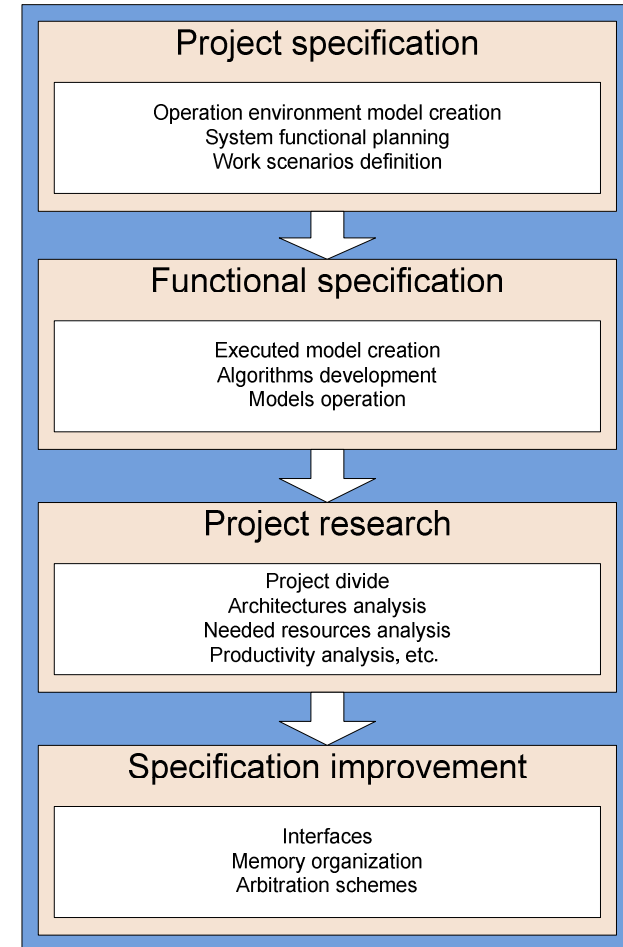 Project specification
Operation environment model creation
System functional planning
Work scenarios definition
Functional specification
Executed model creation
Algorithms development
Models operation
Project research
Project divide
Architectures analysis
Needed resources analysis
Productivity analysis, etc.
Specification improvement
Interfaces
Memory organization
Arbitration schemes